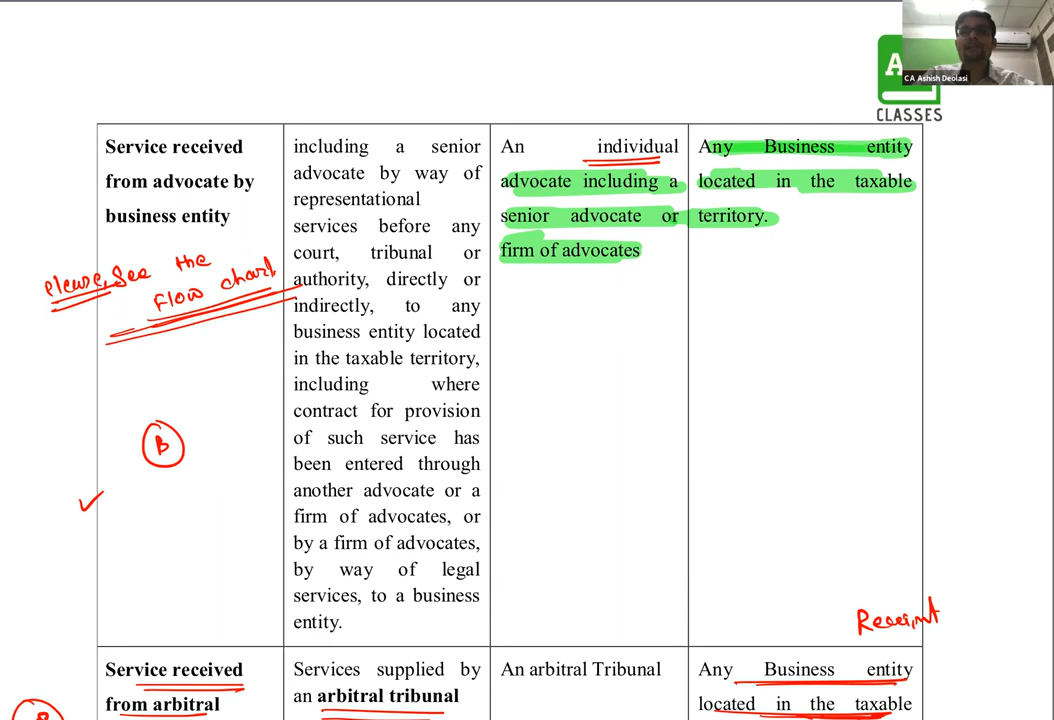 A
CA Ashish Deolasi
CLASSES
Service received
from advocate by
business entity
including a senior
advocate by way of
representational
services before any
court, tribunal or
authority, directly or
indirectly, to any
business entity located
in the taxable territory,
including where
contract for provision
of such service has
been entered through
another advocate or a
firm of advocates, or
by a firm of advocates,
by way of legal
services, to a business
entity.
An individual
advocate including a
senior advocate or
firm of advocates
Any Business entity
located in the taxable
territory.
please, see the
Flow chart
B
Service received
from arbitral
Services supplied by
an arbitral tribunal
An arbitral Tribunal
Any Business entity
located in the taxable